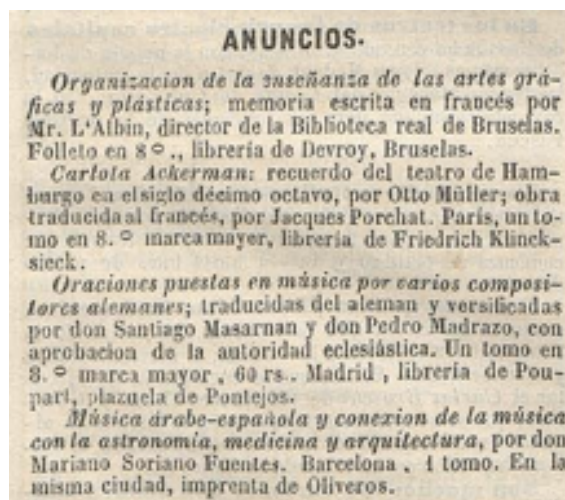 ANUNCIOS.
Organizacion de la enseñanza de las artes grá-
ficas y plásticas; memoria escrita en francés por
Mr. L'Albin, director de la Biblioteca real de Bruselas.
Folleto en 8º., librería de Devroy, Bruselas.
Carlota Ackerman: recuerdo del teatro de Ham-
burgo en el siglo décimo octavo, por Otto Müller; obra
traducida al francés, por Jacques Porchat. París, un to-
mo en 8.º marca mayor, librería de Friedrich Klinck-
sieck.
Oraciones puestas en música por varios composi-
tores alemanes; traducidas del aleman y versificadas
por don Santiago Masarnan y don Pedro Madrazo, con
aprobacion de la autoridad eclesiástica. Un tomo en
8.º marca mayor, 60 rs. Madrid, librería de Pou-
part, plazuela de Pontejos.
Música árabe-española y conexion de la música
con la astronomía, medicina y arquitectura, por don
Mariano Soriano Fuentes. Barcelona, 1 tomo. En la
misma ciudad, imprenta de Oliveros.